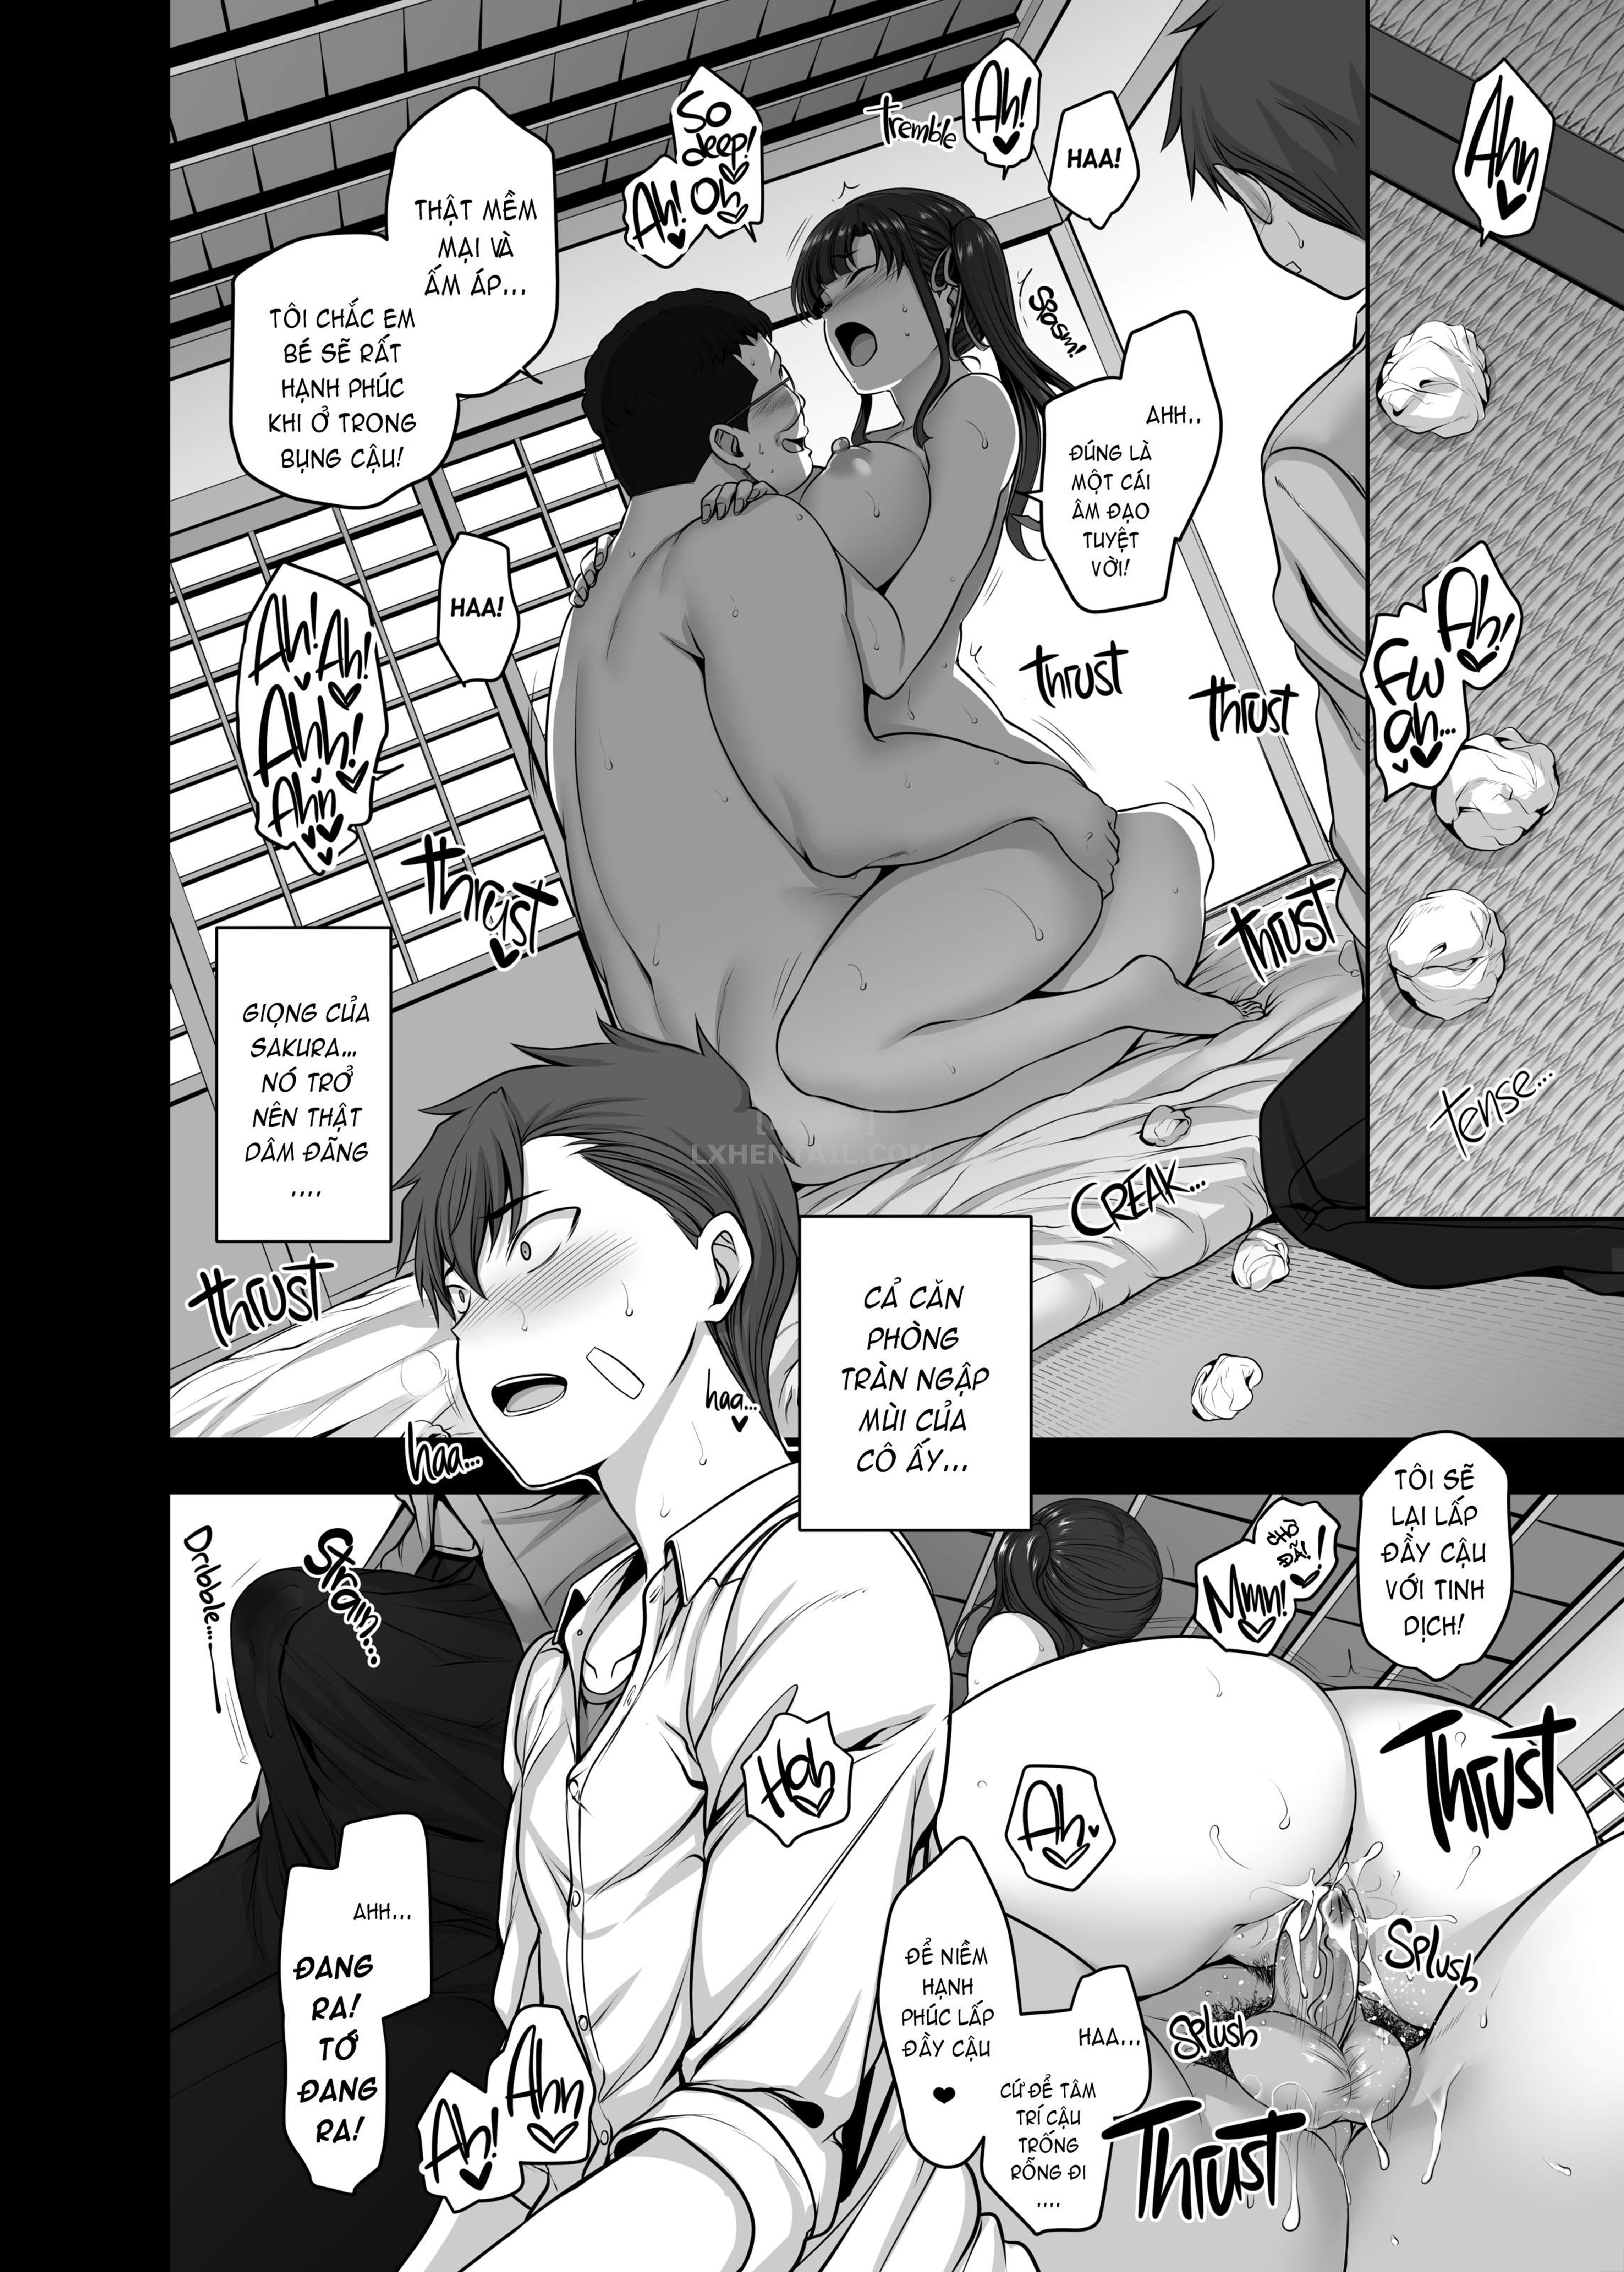 Ahn
Ah!
Fwah...
tense...
Ah!
HAA!
tremble
So deep!
Ah! Oh
Spasm!
AHH..
ĐÚNG LÀ
MỘT CÁI
ÂM ĐẠO
TUYỆT
VỜI!
THẬT MỀM
MẠI VÀ
ẤM ÁP...
TÔI CHẮC EM
BÉ SẼ RẤT
HẠNH PHÚC
KHI Ở TRONG
BỤNG CẬU!
thrust
thrust
thrust
HAA!
Ah! Ah!
Ahh!
Ahn
thrust
CREAK...
GIỌNG CỦA
SAKURA...
NÓ TRỞ
NÊN THẬT
DÂM ĐÃNG
....
thrust
LXHENTAIL.COM
CẢ CĂN
PHÒNG
TRÀN NGẬP
MÙI CỦA
CÔ ẤY...
haa...
haa...
TÔI SẼ
LẠI LẤP
ĐẦY CẬU
VỚI TINH
DỊCH!
CHỜ
ĐÃ!
Mmn!
Thrust
Splush
Splush
Thrust
Ah
Hoh
ĐỂ NIỀM
HẠNH
PHÚC LẤP
ĐẦY CẬU
HAA...
CỨ ĐỂ TÂM
TRÍ CẬU
TRỐNG
RỖNG ĐI
....
Strain...
Dribble...
AHH...
ĐANG
RA!
TỚ
ĐANG
RA!
Ahn
Ah!